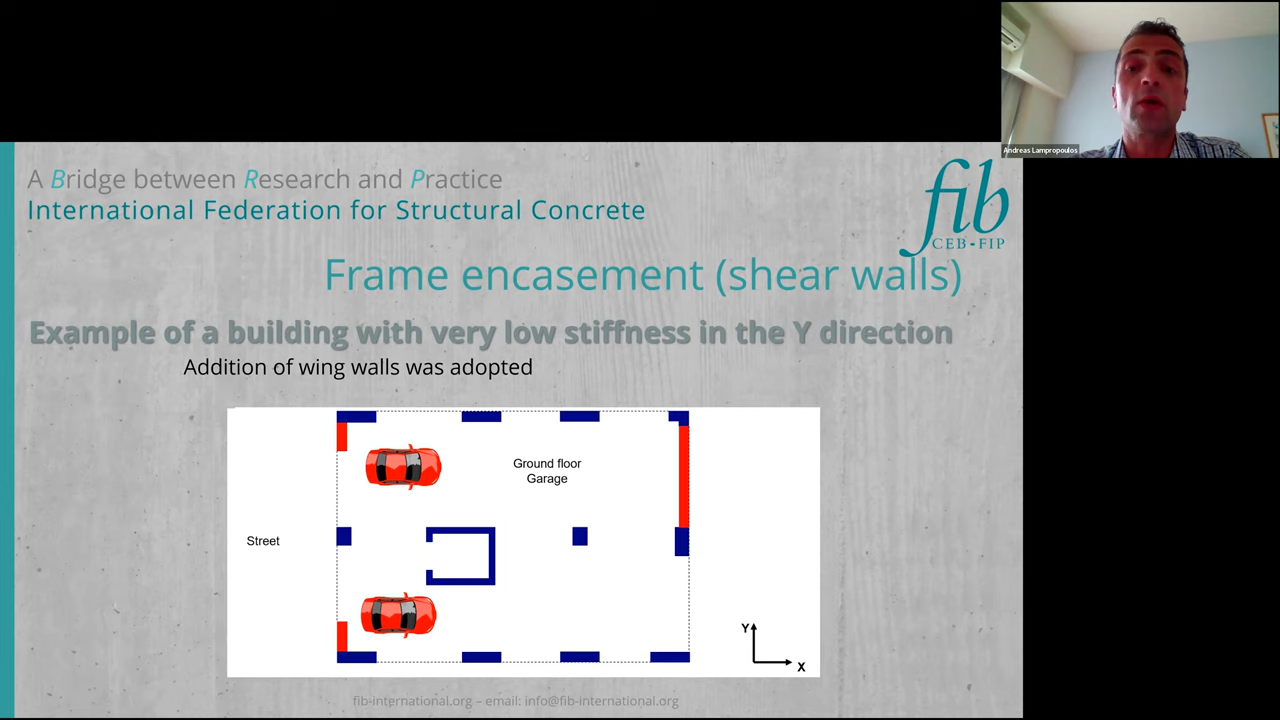 Andreas Lampropoulos
A Bridge between Research and Practice
International Federation for Structural Concrete
fib
CEB-FIP
Frame encasement (shear walls)
Example of a building with very low stiffness in the Y direction
Addition of wing walls was adopted
Ground floor
Garage
Street
Y
X
fib-international.org – email: info@fib-international.org